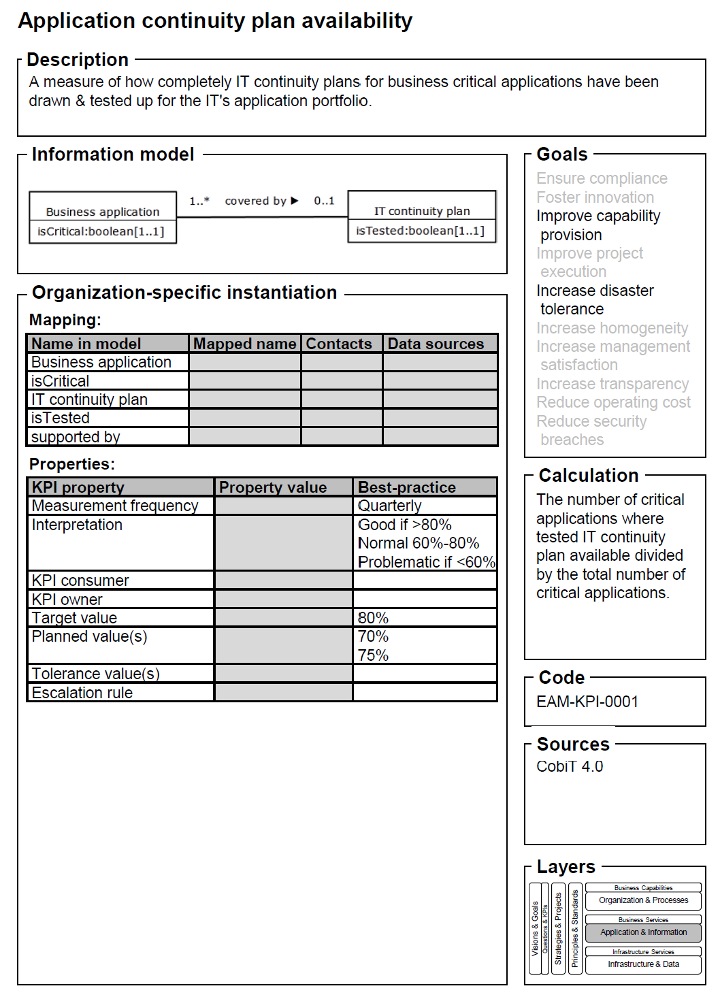 Application continuity plan availability
Description
A measure of how completely IT continuity plans for business critical applications have been
drawn & tested up for the IT's application portfolio.
Information model
1..* covered by ▶ 0..1
Business application
isCritical:boolean[1..1]
IT continuity plan
isTested:boolean[1..1]
Organization-specific instantiation
Mapping:
Name in model Mapped name Contacts Data sources
Business application
isCritical
IT continuity plan
isTested
supported by
Properties:
KPI property Property value Best-practice
Measurement frequency Quarterly
Interpretation Good if >80%
Normal 60%-80%
Problematic if <60%
KPI consumer
KPI owner
Target value 80%
Planned value(s) 70%
75%
Tolerance value(s)
Escalation rule
Goals
Ensure compliance
Foster innovation
Improve capability
provision
Improve project
execution
Increase disaster
tolerance
Increase homogeneity
Increase management
satisfaction
Increase transparency
Reduce operating cost
Reduce security
breaches
Calculation
The number of critical
applications where
tested IT continuity
plan available divided
by the total number of
critical applications.
Code
EAM-KPI-0001
Sources
CobiT 4.0
Layers
Visions & Goals
Questions & KPIs
Strategies & Projects
Principles & Standards
Business Capabilities
Organization & Processes
Business Services
Application & Information
Infrastructure Services
Infrastructure & Data